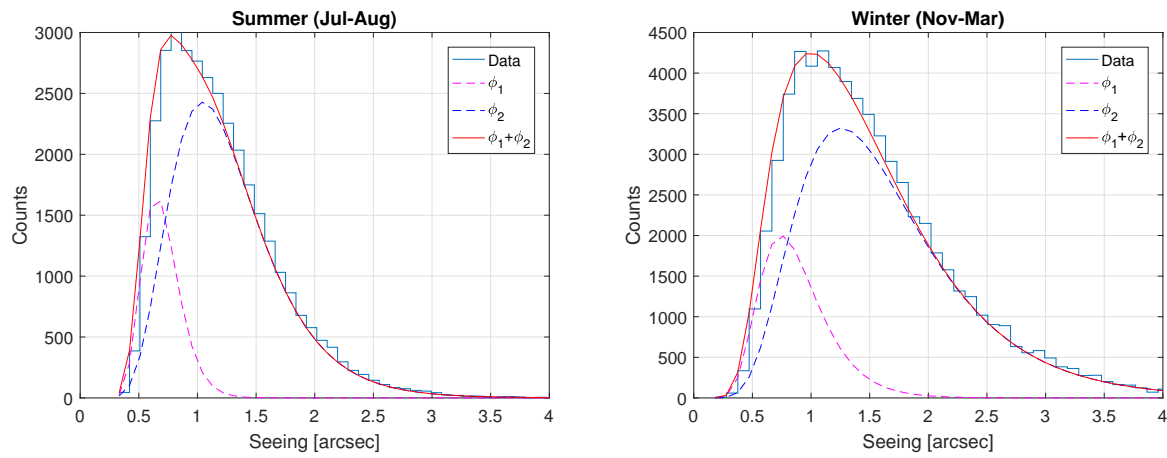 Summer (Jul-Aug)
Counts
3000
2500
2000
1500
1000
500
0
0 0.5 1 1.5 2 2.5 3 3.5 4
Seeing [arcsec]
Data
ϕ1
ϕ2
ϕ1+ϕ2
Winter (Nov-Mar)
Counts
4500
4000
3500
3000
2500
2000
1500
1000
500
0
0 0.5 1 1.5 2 2.5 3 3.5 4
Seeing [arcsec]
Data
ϕ1
ϕ2
ϕ1+ϕ2